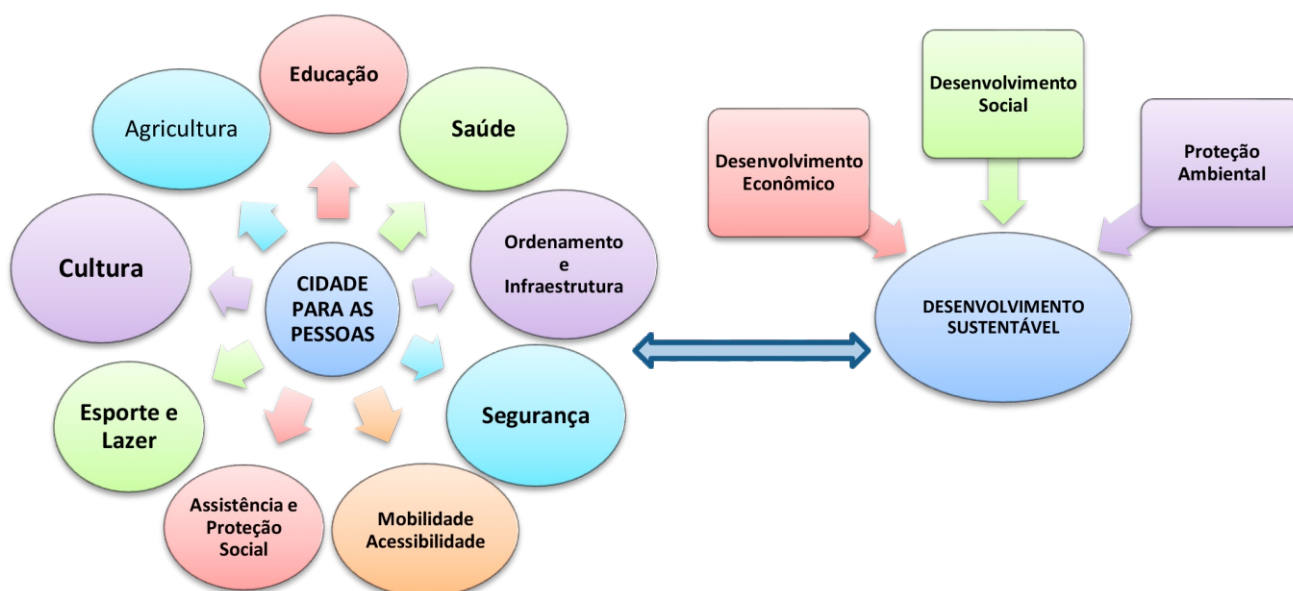 Educação
Saúde
Agricultura
Cultura
Ordenamento
e
Infraestrutura
CIDADE
PARA AS
PESSOAS
Segurança
Esporte e
Lazer
Assistência e
Proteção
Social
Mobilidade
Acessibilidade
Desenvolvimento
Econômico
Desenvolvimento
Social
Proteção
Ambiental
DESENVOLVIMENTO
SUSTENTÁVEL